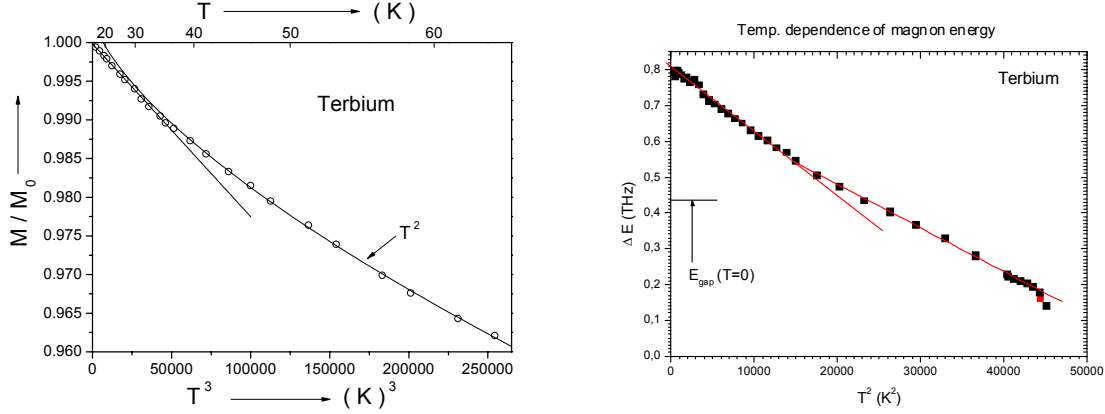 T (K)
20 30 40 50 60
1.000
0.995
0.990
0.985
0.980
0.975
0.970
0.965
0.960
M / M0
Terbium
T²
0 50000 100000 150000 200000 250000
T³ (K)³
Temp. dependence of magnon energy
0,8
0,7
0,6
0,5
0,4
0,3
0,2
0,1
0,0
Δ E (THz)
Terbium
Egap (T=0)
0 10000 20000 30000 40000 50000
T² (K²)